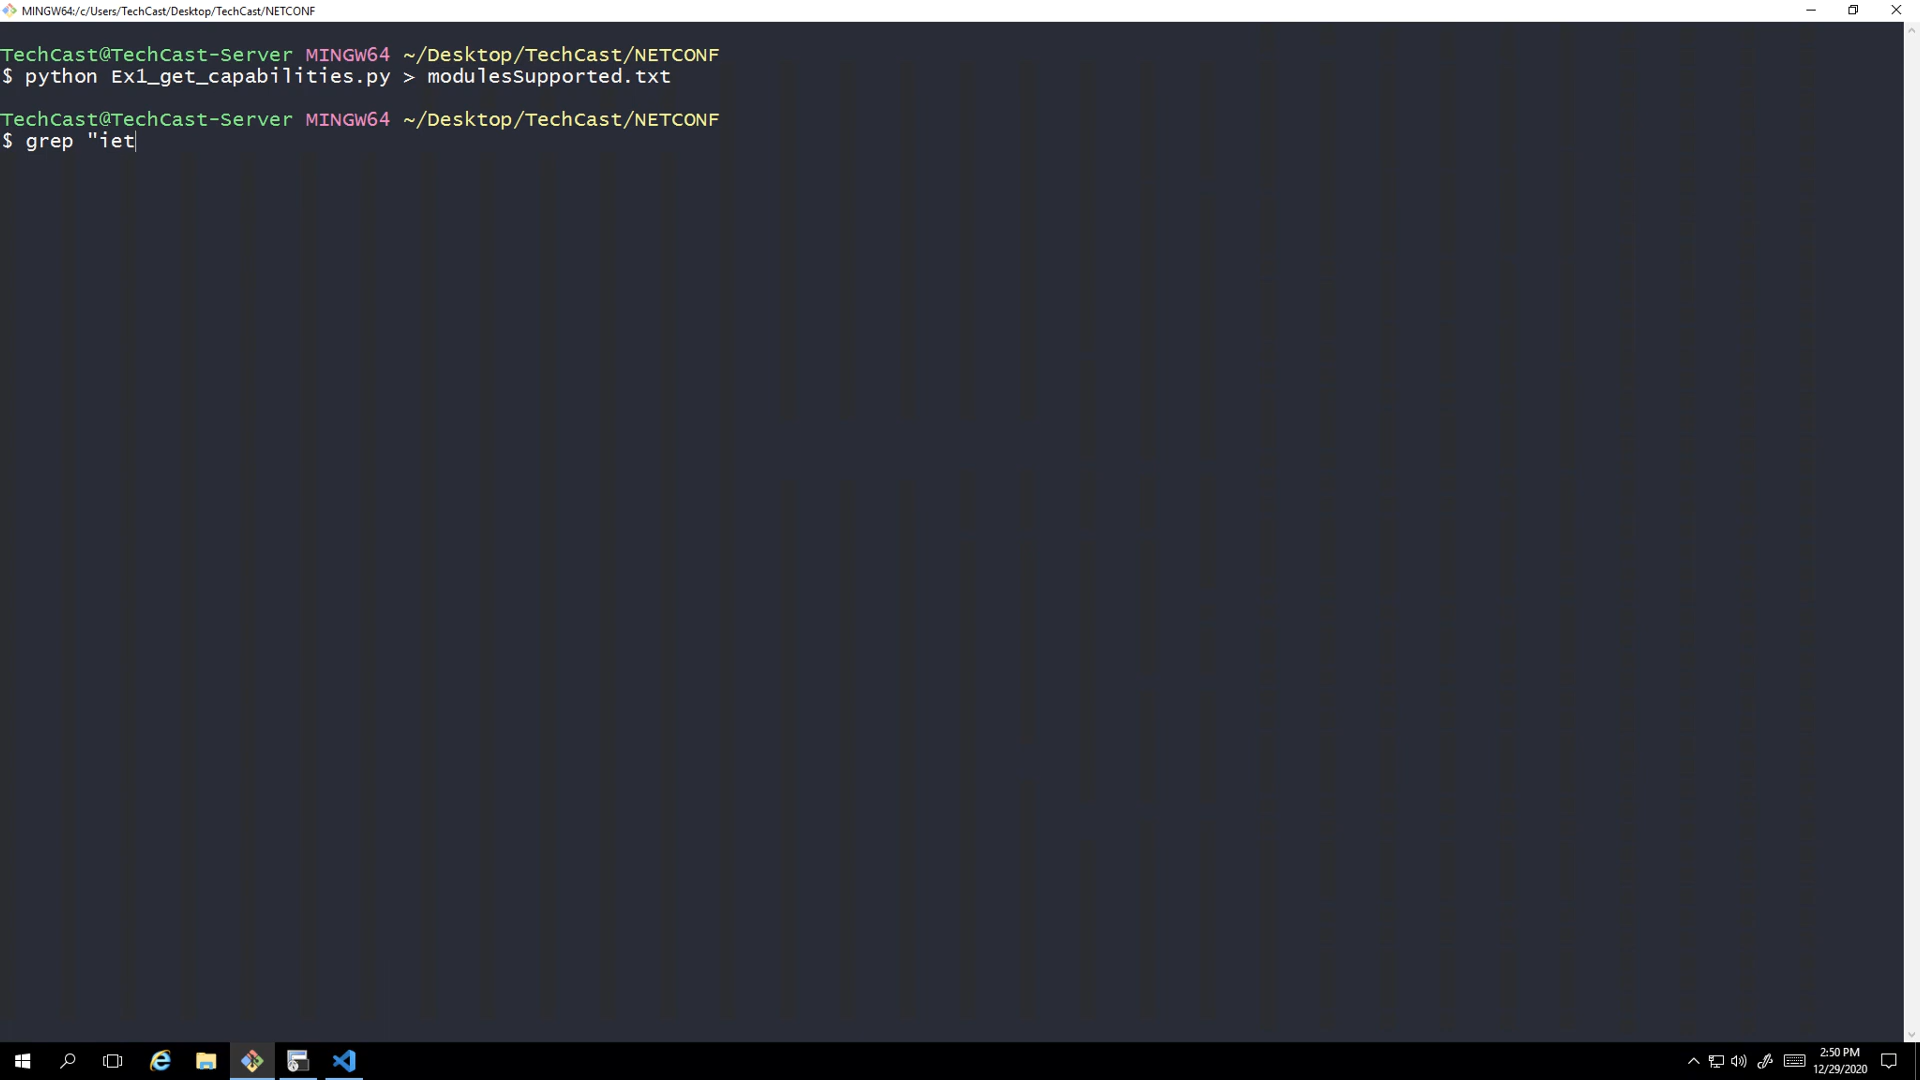 MINGW64:/c/Users/TechCast/Desktop/TechCast/NETCONF
TechCast@TechCast-Server MINGW64 ~/Desktop/TechCast/NETCONF
$ python Ex1_get_capabilities.py > modulesSupported.txt
TechCast@TechCast-Server MINGW64 ~/Desktop/TechCast/NETCONF
$ grep "iet
2:50 PM
12/29/2020